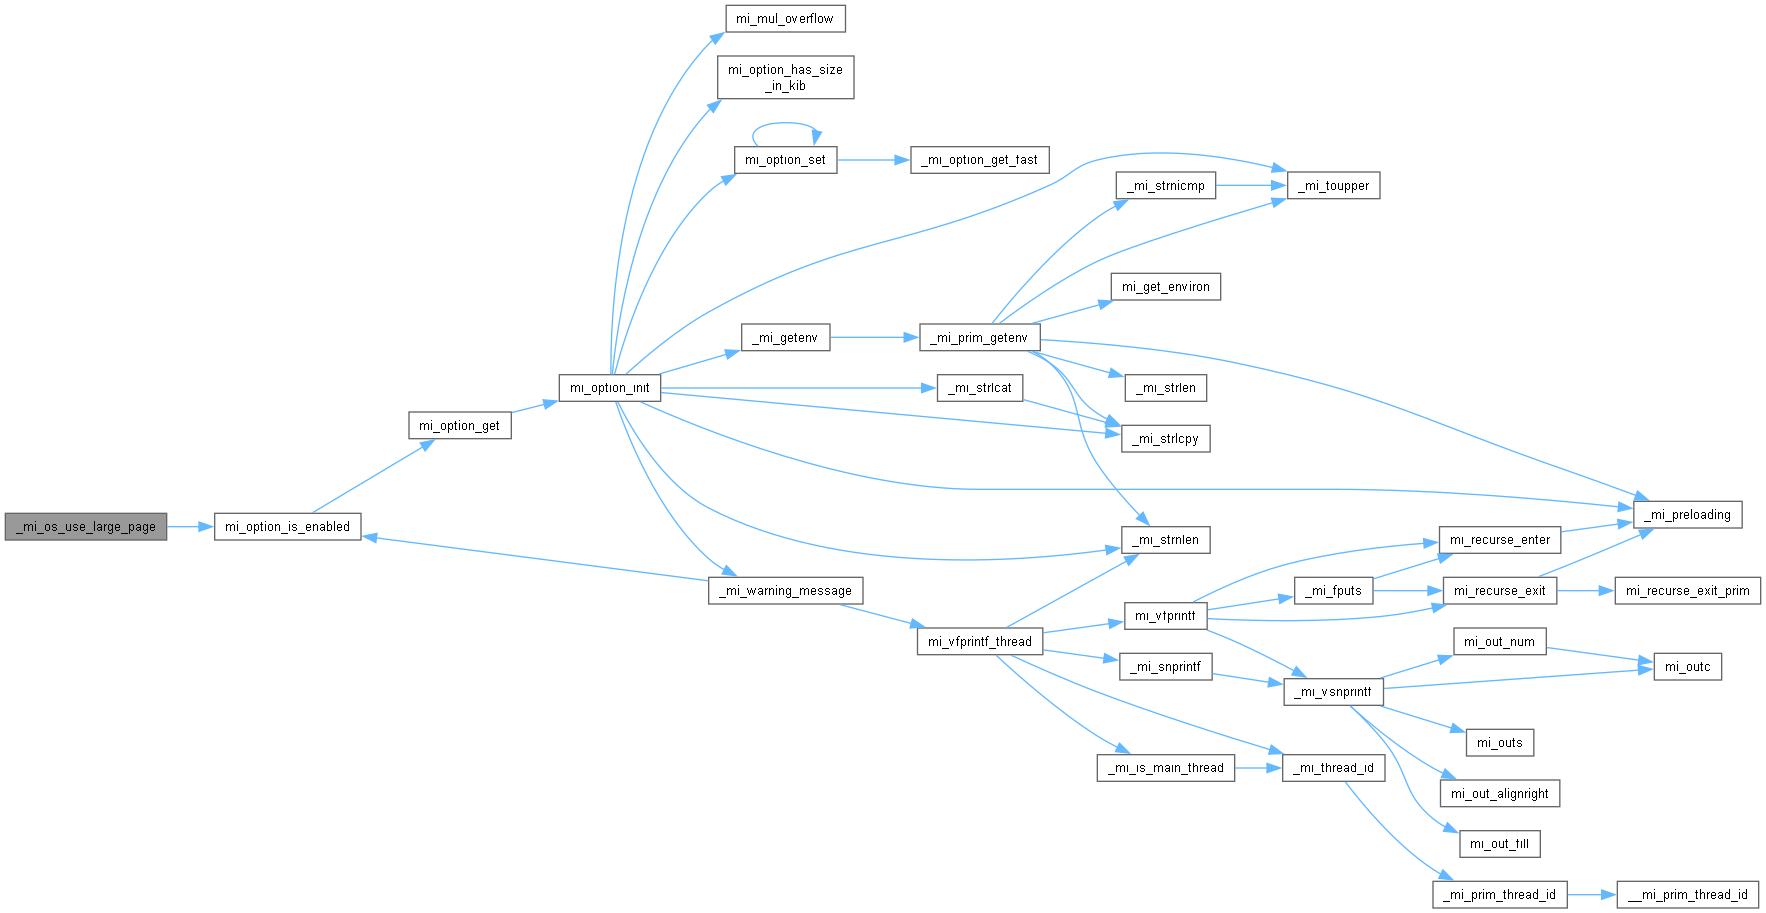 mi_mul_overflow
mi_option_has_size
_in_kib
mi_option_set
_mi_option_get_fast
_mi_strnicmp
_mi_toupper
mi_get_environ
_mi_getenv
_mi_prim_getenv
mi_option_init
_mi_strlcat
_mi_strlen
mi_option_get
_mi_strlcpy
_mi_os_use_large_page
mi_option_is_enabled
_mi_preloading
_mi_strnlen
mi_recurse_enter
_mi_warning_message
_mi_fputs
mi_recurse_exit
mi_recurse_exit_prim
mi_vfprintf
mi_vfprintf_thread
mi_out_num
_mi_snprintf
mi_outc
_mi_vsnprintf
mi_outs
_mi_is_main_thread
_mi_thread_id
mi_out_alignright
mi_out_fill
_mi_prim_thread_id
__mi_prim_thread_id